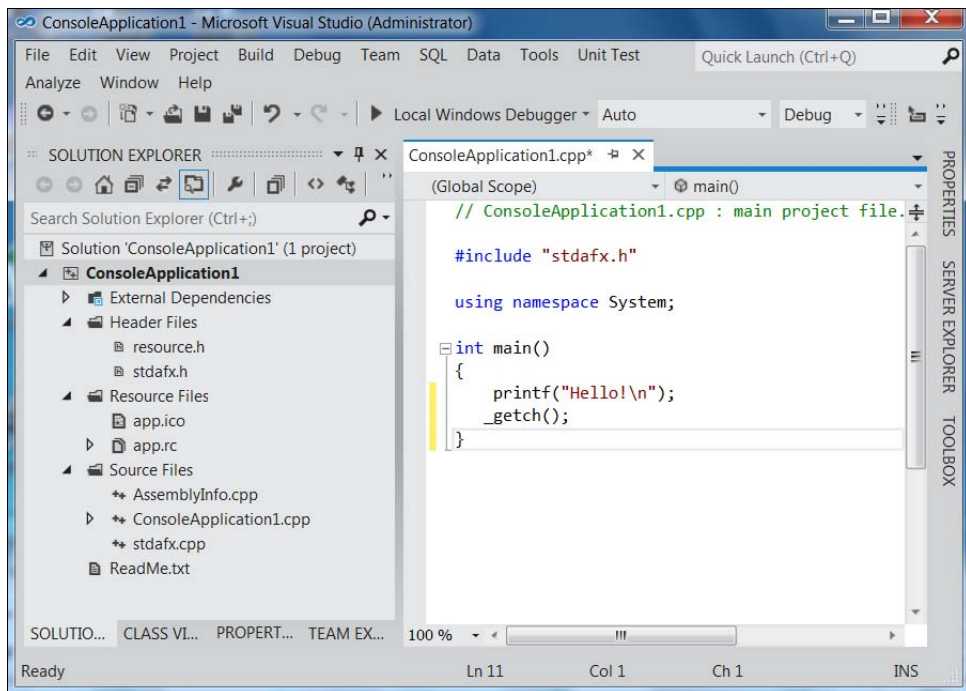 ConsoleApplication1 - Microsoft Visual Studio (Administrator)
File Edit View Project Build Debug Team SQL Data Tools Unit Test Quick Launch (Ctrl+Q)
Analyze Window Help
Local Windows Debugger Auto Debug
SOLUTION EXPLORER
Search Solution Explorer (Ctrl+;)
Solution 'ConsoleApplication1' (1 project)
ConsoleApplication1
External Dependencies
Header Files
resource.h
stdafx.h
Resource Files
app.ico
app.rc
Source Files
AssemblyInfo.cpp
ConsoleApplication1.cpp
stdafx.cpp
ReadMe.txt
SOLUTIO... CLASS VI... PROPERT... TEAM EX...
ConsoleApplication1.cpp*
(Global Scope) main()
// ConsoleApplication1.cpp : main project file.
#include "stdafx.h"
using namespace System;
int main()
{
printf("Hello!\n");
_getch();
}
100 %
PROPERTIES
SERVER EXPLORER
TOOLBOX
Ready Ln 11 Col 1 Ch 1 INS